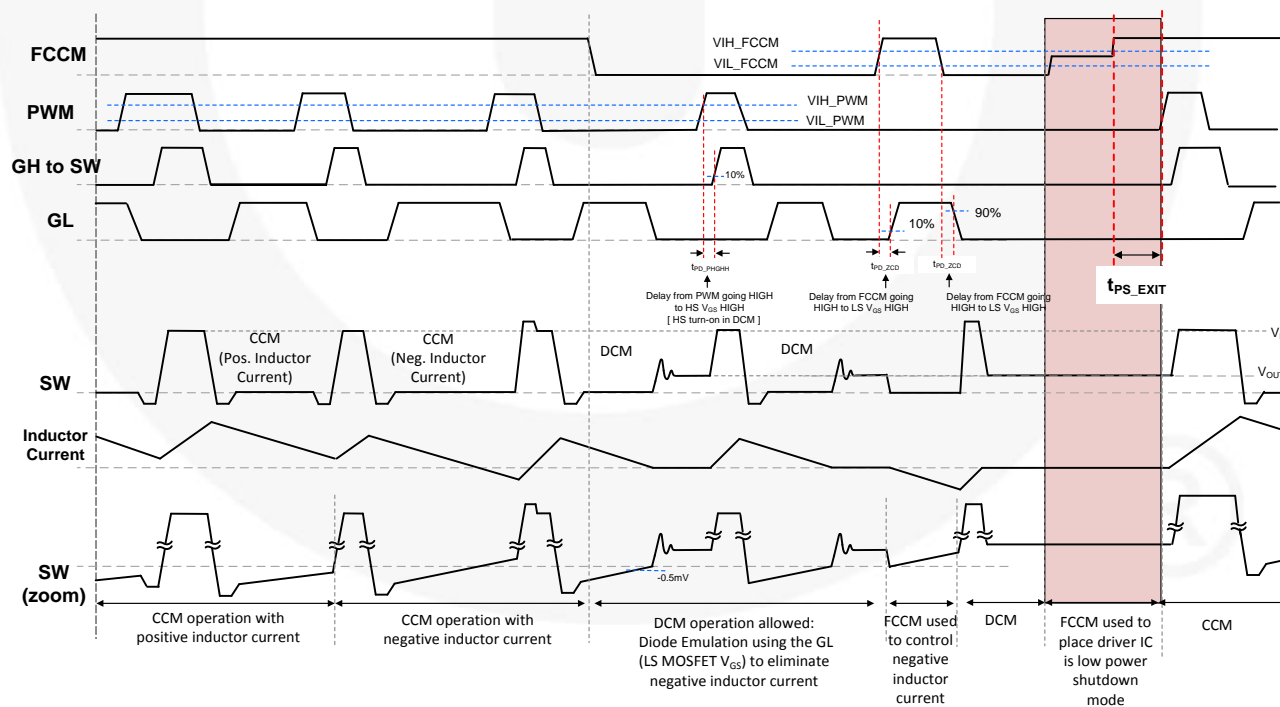 FCCM
VIH_FCCM
VIL_FCCM
PWM
VIH_PWM
VIL_PWM
GH to SW
10%
GL
10%
90%
tPD_PHGHH
tPD_ZCD
tPD_ZCD
tPS_EXIT
Delay from PWM going HIGH
to HS VGS HIGH
[ HS turn-on in DCM ]
Delay from FCCM going
HIGH to LS VGS HIGH
Delay from FCCM going
HIGH to LS VGS HIGH
SW
CCM
(Pos. Inductor
Current)
CCM
(Neg. Inductor
Current)
DCM
DCM
VOUT
Inductor
Current
SW
(zoom)
-0.5mV
CCM operation with
positive inductor current
CCM operation with
negative inductor current
DCM operation allowed:
Diode Emulation using the GL
(LS MOSFET VGS) to eliminate
negative inductor current
FCCM used
to control
negative
inductor
current
DCM
FCCM used to
place driver IC
is low power
shutdown
mode
CCM